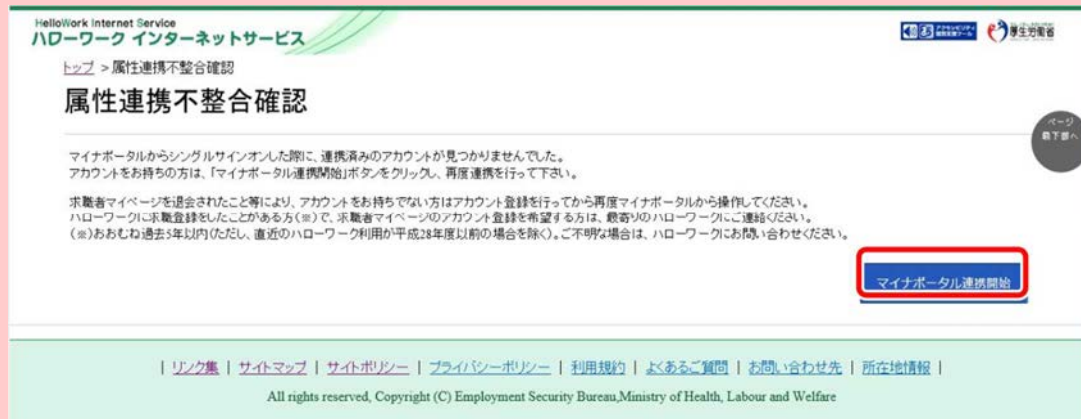 HelloWork Internet Service
ハローワーク インターネットサービス
厚生労働省
トップ > 属性連携不整合確認
属性連携不整合確認
ページ
最下部へ
マイナポータルからシングルサインオンした際に、連携済みのアカウントが見つかりませんでした。
アカウントをお持ちの方は、「マイナポータル連携開始」ボタンをクリックし、再度連携を行って下さい。
求職者マイページを退会されたこと等により、アカウントをお持ちでない方はアカウント登録を行ってから再度マイナポータルから操作してください。
ハローワークに求職登録をしたことがある方(※)で、求職者マイページのアカウント登録を希望する方は、最寄りのハローワークにご連絡ください。
(※)おおむね過去5年以内(ただし、直近のハローワーク利用が平成28年度以前の場合を除く)。ご不明な場合は、ハローワークにお問い合わせください。
マイナポータル連携開始
| リンク集 | サイトマップ | サイトポリシー | プライバシーポリシー | 利用規約 | よくあるご質問 | お問い合わせ先 | 所在地情報 |
All rights reserved, Copyright (C) Employment Security Bureau,Ministry of Health, Labour and Welfare